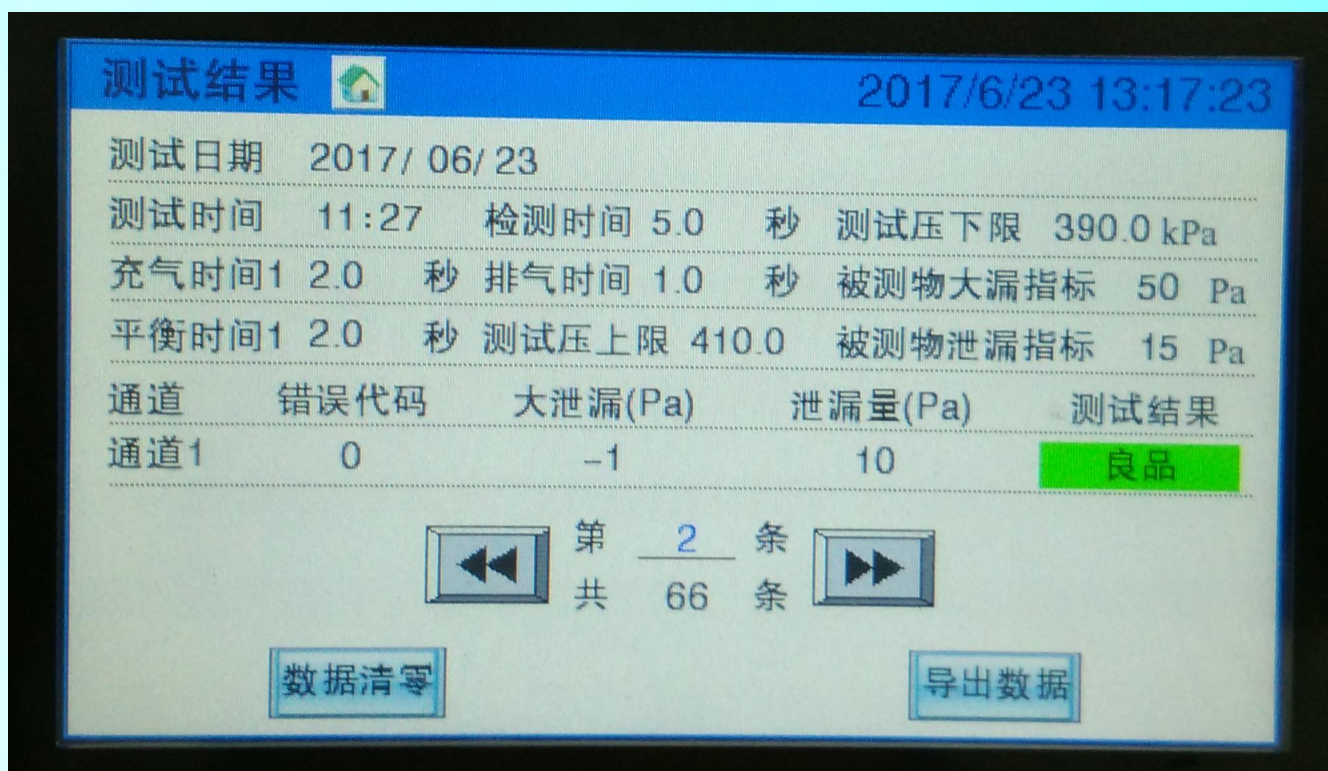 测试结果 2017/6/23 13:17:23
测试日期 2017/ 06/ 23
测试时间 11:27 检测时间 5.0 秒 测试压下限 390.0 kPa
充气时间1 2.0 秒 排气时间 1.0 秒 被测物大漏指标 50 Pa
平衡时间1 2.0 秒 测试压上限 410.0 被测物泄漏指标 15 Pa
通道 错误代码 大泄漏(Pa) 泄漏量(Pa) 测试结果
通道1 0 -1 10 良品
第 2 条
共 66 条
数据清零 导出数据